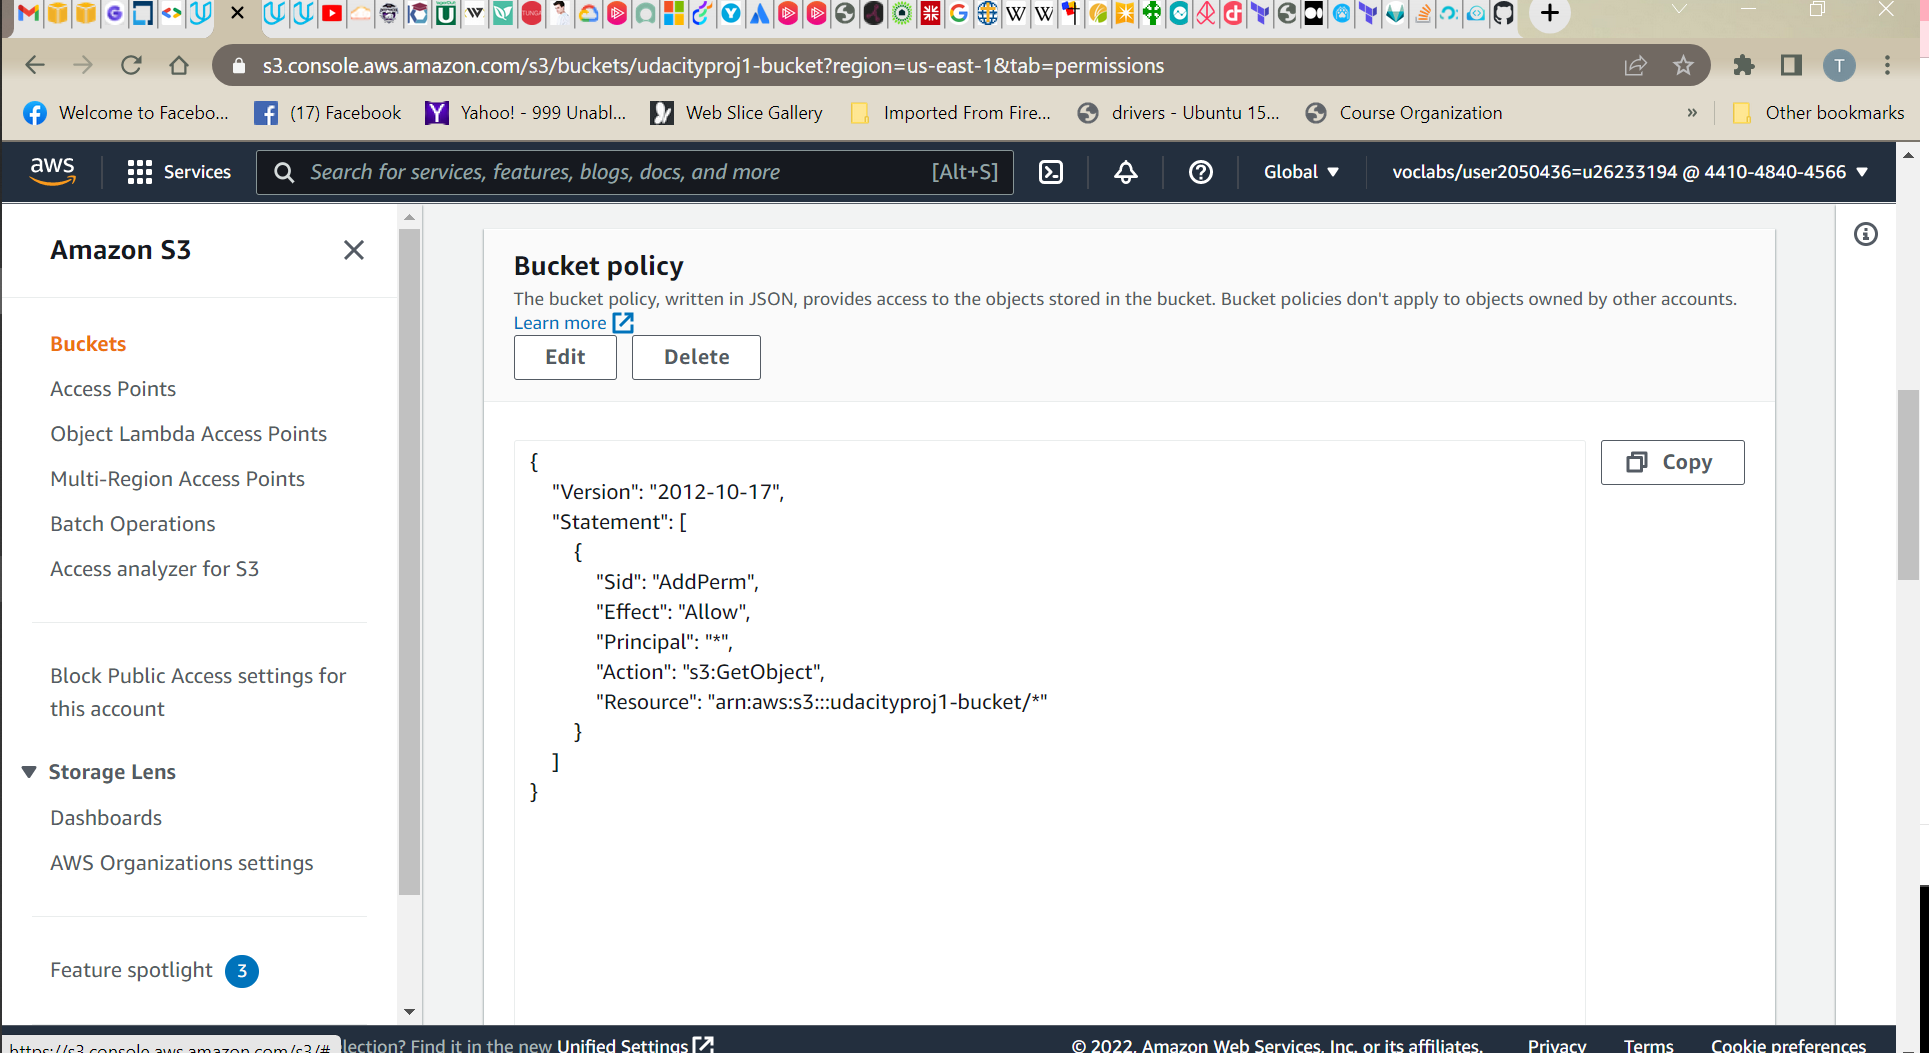 s3.console.aws.amazon.com/s3/buckets/udacityproj1-bucket?region=us-east-1&tab=permissions
Welcome to Facebo... (17) Facebook Yahoo! - 999 Unabl... Web Slice Gallery Imported From Fire... drivers - Ubuntu 15... Course Organization » Other bookmarks
aws Services Search for services, features, blogs, docs, and more [Alt+S] Global voclabs/user2050436=u26233194 @ 4410-4840-4566
Amazon S3
Buckets
Access Points
Object Lambda Access Points
Multi-Region Access Points
Batch Operations
Access analyzer for S3
Block Public Access settings for
this account
Storage Lens
Dashboards
AWS Organizations settings
Feature spotlight 3
Bucket policy
The bucket policy, written in JSON, provides access to the objects stored in the bucket. Bucket policies don't apply to objects owned by other accounts.
Learn more
Edit Delete
Copy
{
"Version": "2012-10-17",
"Statement": [
{
"Sid": "AddPerm",
"Effect": "Allow",
"Principal": "*",
"Action": "s3:GetObject",
"Resource": "arn:aws:s3:::udacityproj1-bucket/*"
}
]
}
https://s3.console.aws.amazon.com/s3/# lection? Find it in the new Unified Settings © 2022, Amazon Web Services, Inc. or its affiliates. Privacy Terms Cookie preferences
T